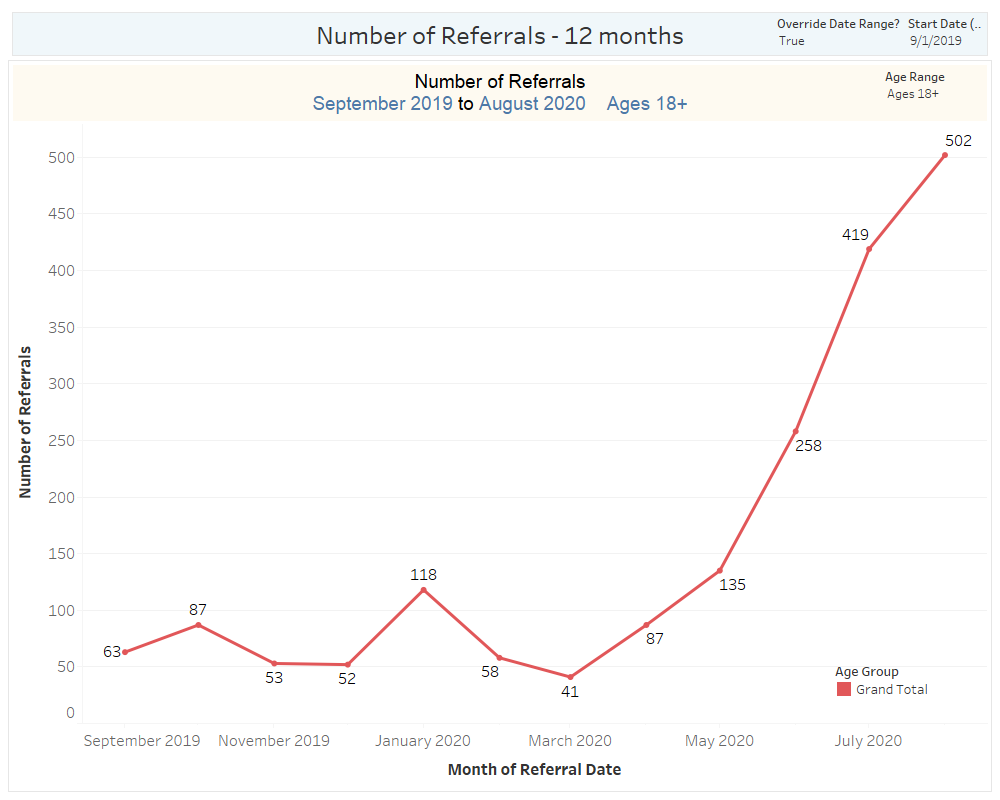 Number of Referrals - 12 months
Override Date Range?
True
Start Date (..
9/1/2019
Number of Referrals
September 2019 to August 2020 Ages 18+
Age Range
Ages 18+
Number of Referrals
500
450
400
350
300
250
200
150
100
50
0
63
87
53
52
118
58
41
87
135
258
419
502
Age Group
Grand Total
September 2019
November 2019
January 2020
March 2020
May 2020
July 2020
Month of Referral Date